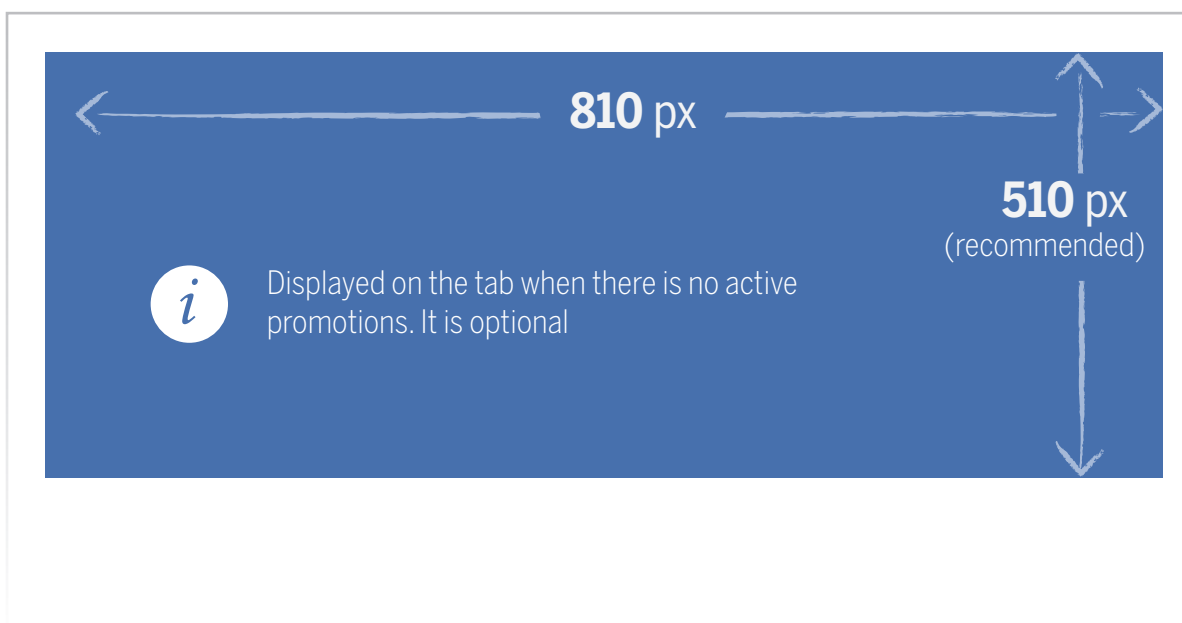 810 px
510 px
(recommended)
i
Displayed on the tab when there is no active
promotions. It is optional